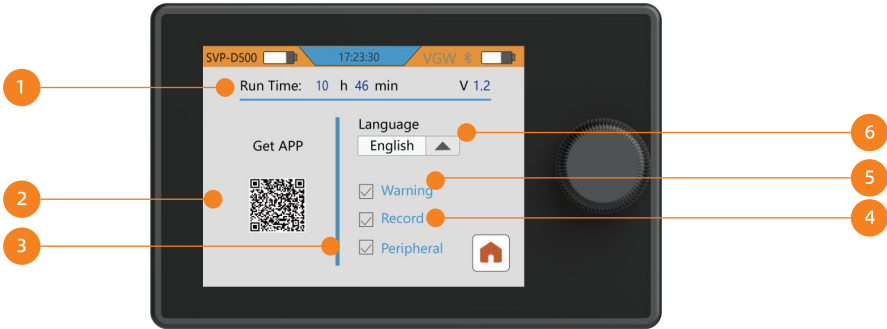 SVP-D500 17:23:30 VGW
Run Time: 10 h 46 min V 1.2
Language
English
Get APP
Warning
Record
Peripheral
1
2
3
6
5
4